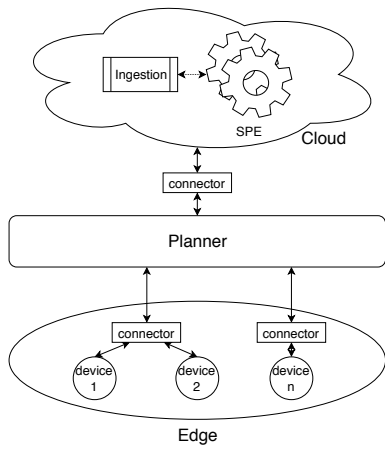 Ingestion
SPE
Cloud
connector
Planner
connector
connector
device
1
device
2
device
n
Edge